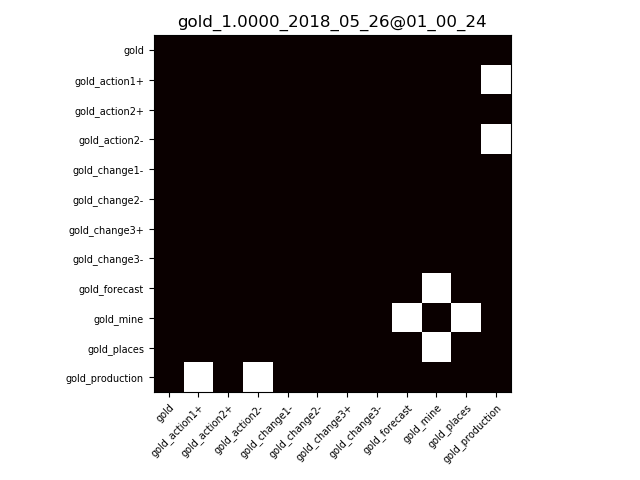 gold_1.0000_2018_05_26@01_00_24
gold
gold_action1+
gold_action2+
gold_action2-
gold_change1-
gold_change2-
gold_change3+
gold_change3-
gold_forecast
gold_mine
gold_places
gold_production
gold
gold_action1+
gold_action2+
gold_action2-
gold_change1-
gold_change2-
gold_change3+
gold_change3-
gold_forecast
gold_mine
gold_places
gold_production